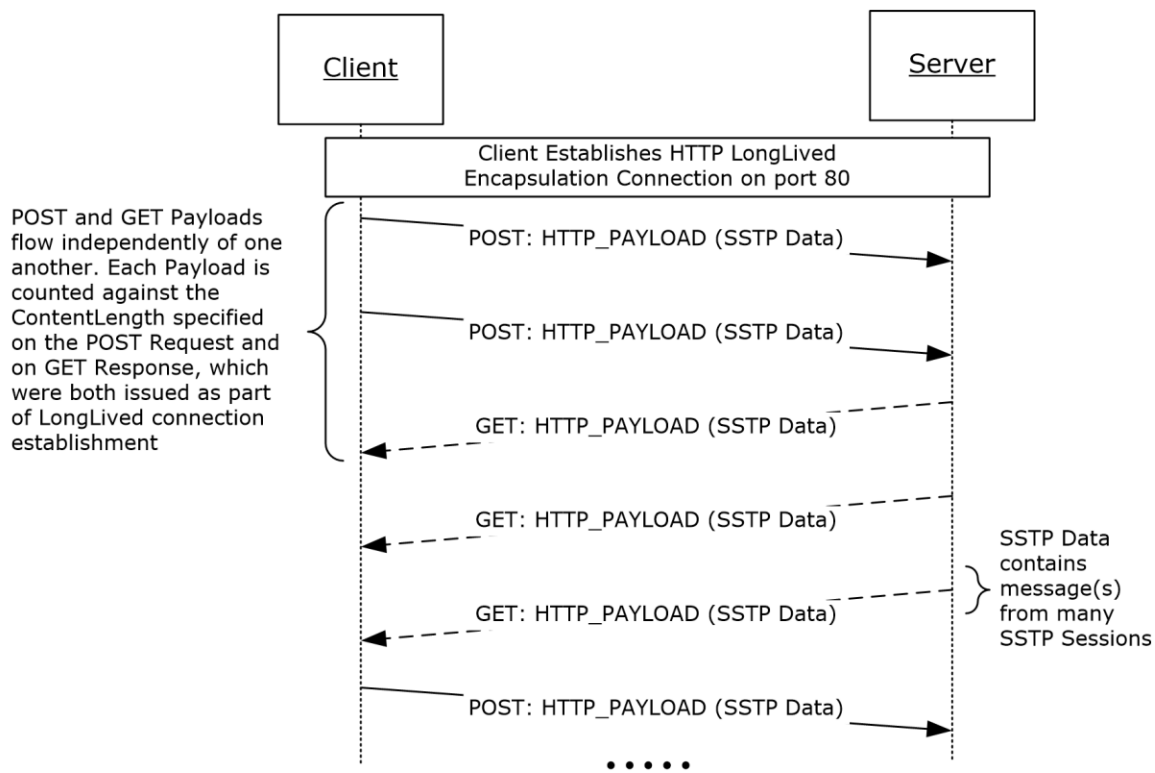 Client
Server
Client Establishes HTTP LongLived
Encapsulation Connection on port 80
POST and GET Payloads
flow independently of one
another. Each Payload is
counted against the
ContentLength specified
on the POST Request and
on GET Response, which
were both issued as part
of LongLived connection
establishment
POST: HTTP_PAYLOAD (SSTP Data)
POST: HTTP_PAYLOAD (SSTP Data)
GET: HTTP_PAYLOAD (SSTP Data)
GET: HTTP_PAYLOAD (SSTP Data)
GET: HTTP_PAYLOAD (SSTP Data)
SSTP Data
contains
message(s)
from many
SSTP Sessions
POST: HTTP_PAYLOAD (SSTP Data)